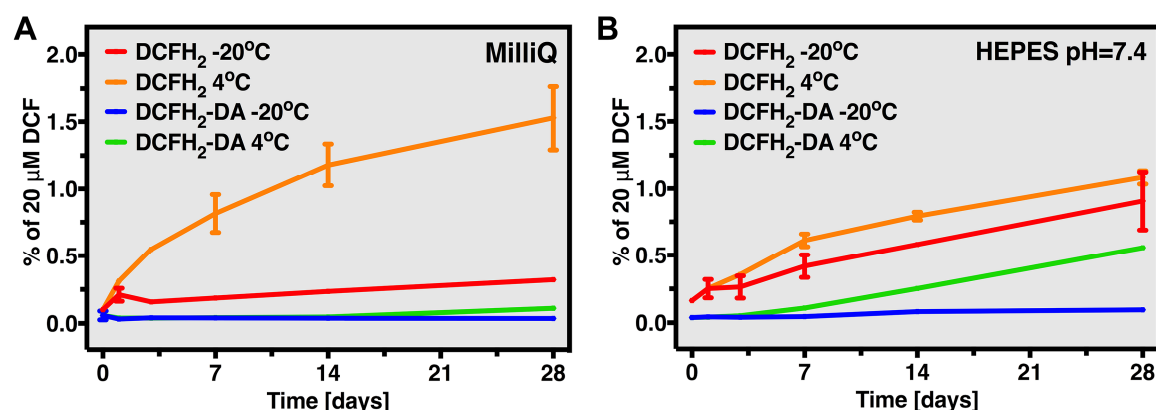 A
MilliQ
DCFH₂ -20°C
DCFH₂ 4°C
DCFH₂-DA -20°C
DCFH₂-DA 4°C
% of 20 μM DCF
2.0
1.5
1.0
0.5
0.0
0 7 14 21 28
Time [days]
B
HEPES pH=7.4
DCFH₂ -20°C
DCFH₂ 4°C
DCFH₂-DA -20°C
DCFH₂-DA 4°C
% of 20 μM DCF
2.0
1.5
1.0
0.5
0.0
0 7 14 21 28
Time [days]